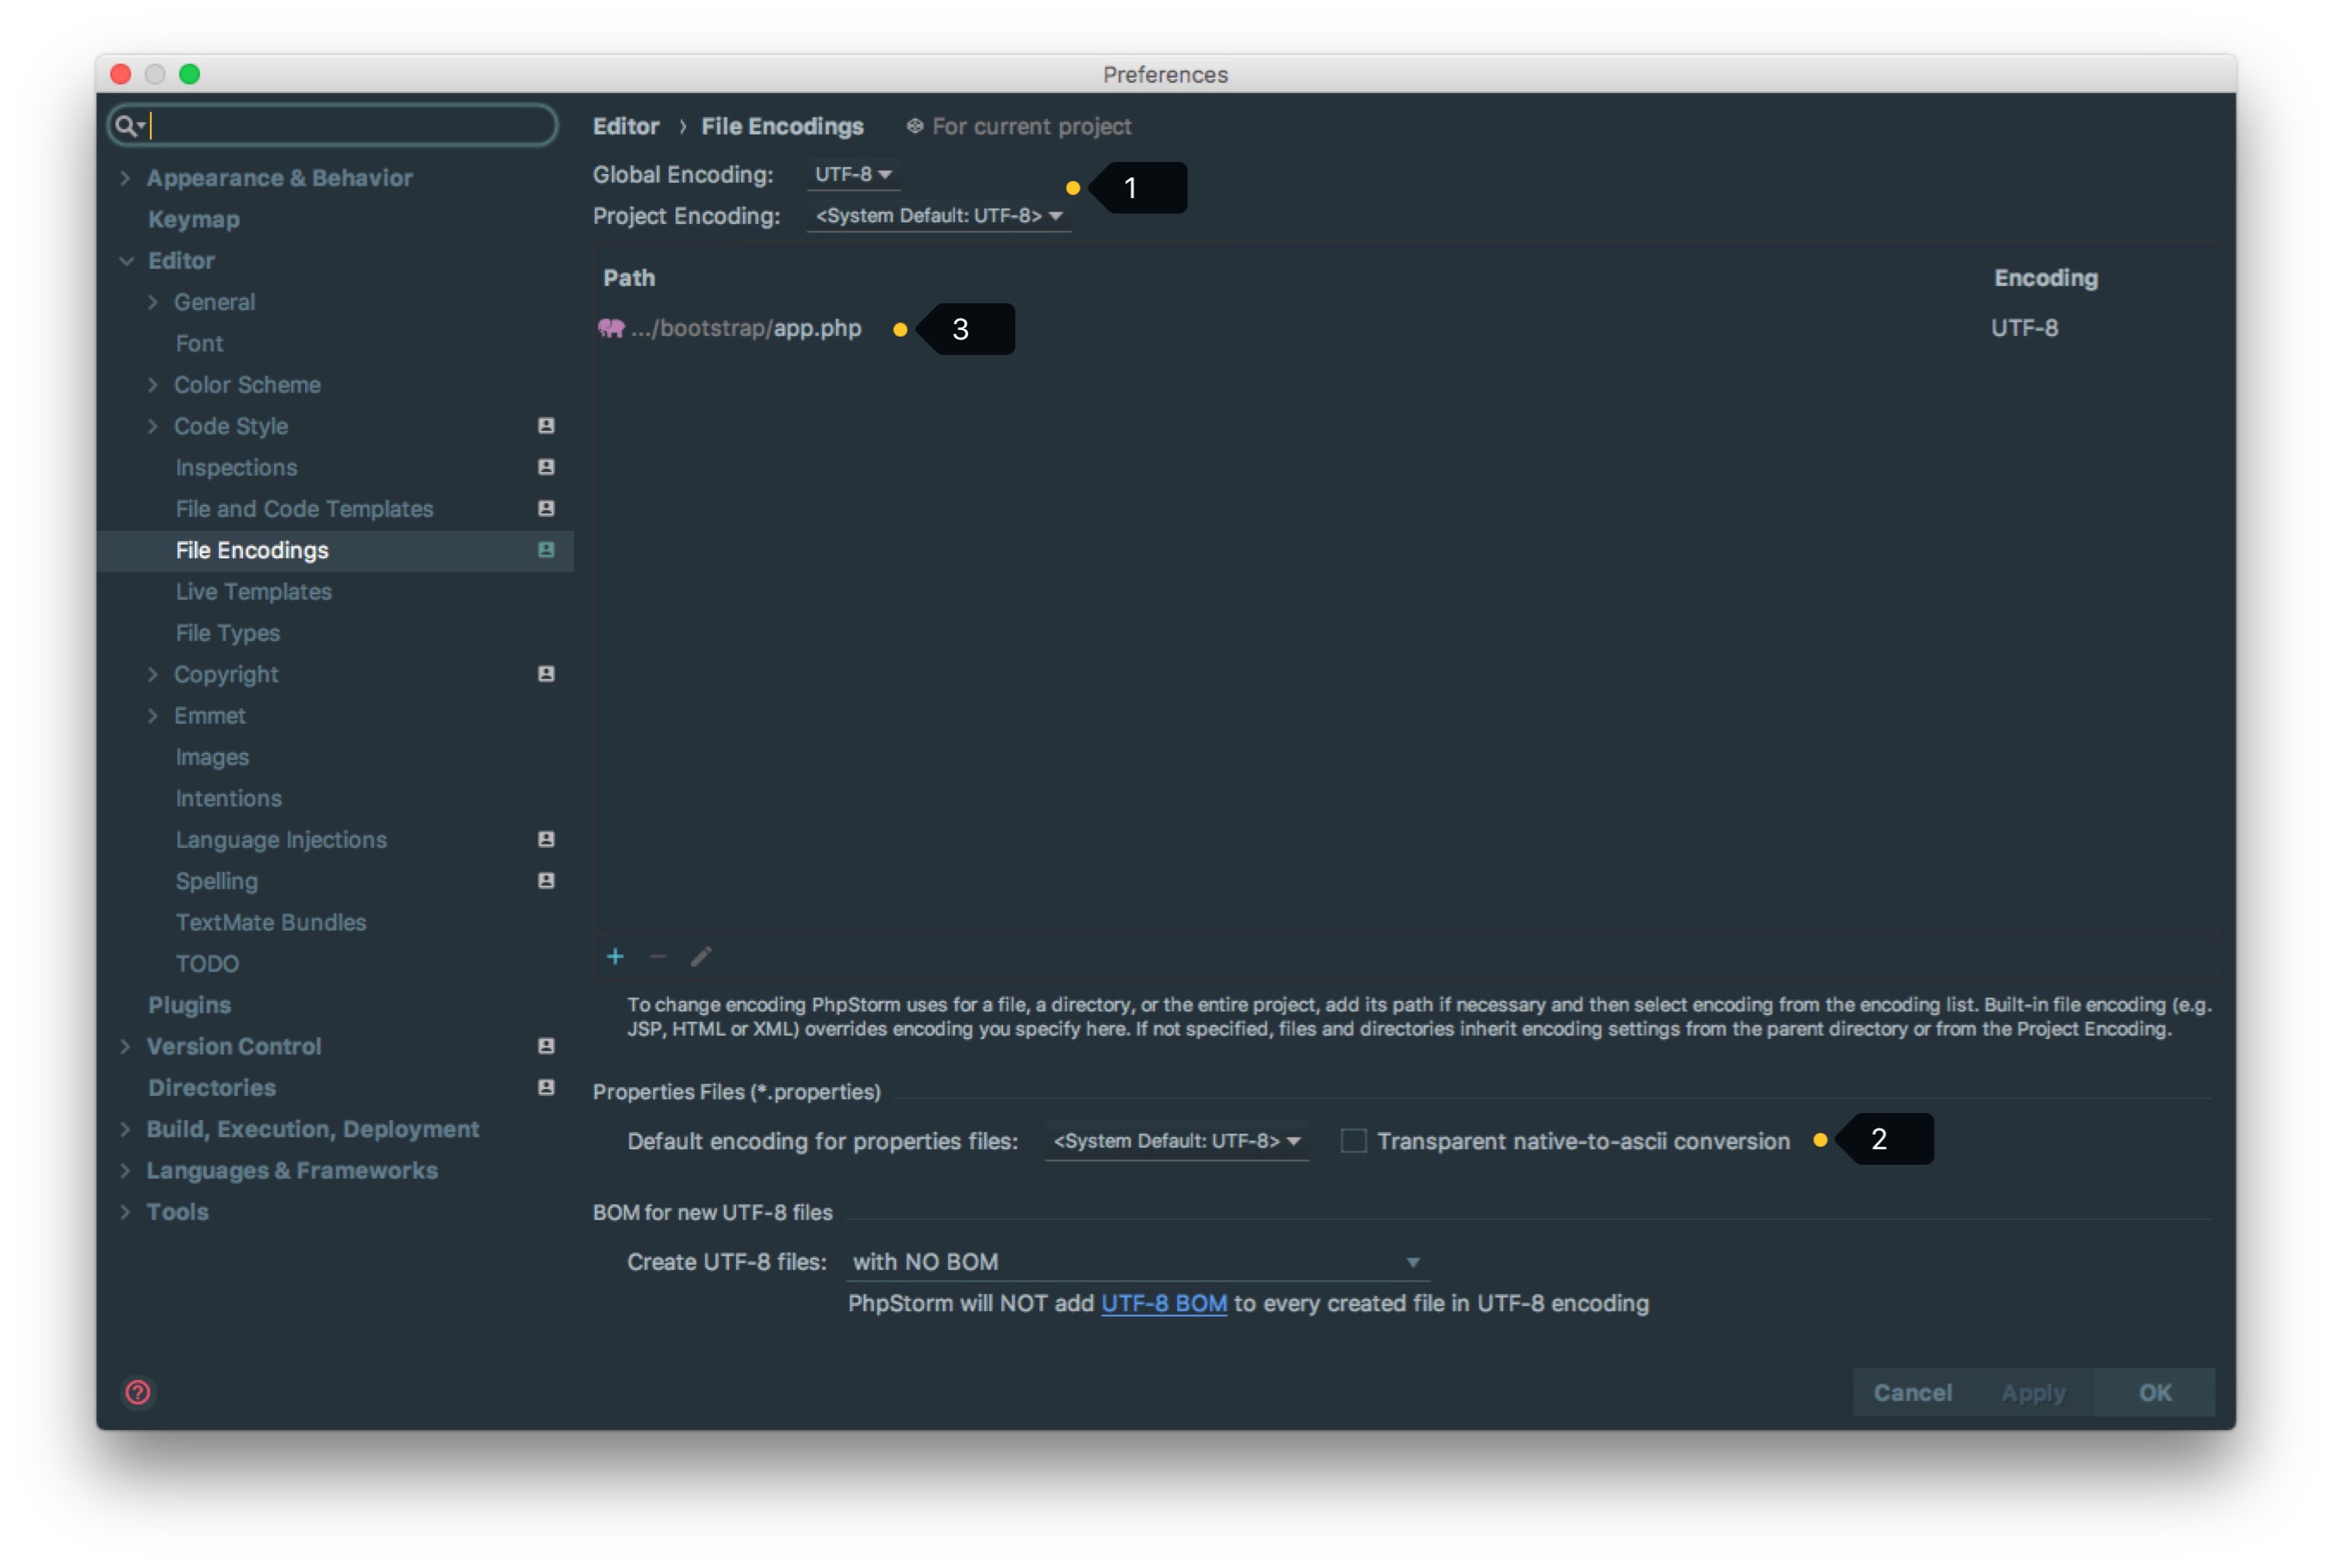 Preferences
Appearance & Behavior
Keymap
Editor
General
Font
Color Scheme
Code Style
Inspections
File and Code Templates
File Encodings
Live Templates
File Types
Copyright
Emmet
Images
Intentions
Language Injections
Spelling
TextMate Bundles
TODO
Plugins
Version Control
Directories
Build, Execution, Deployment
Languages & Frameworks
Tools
Editor › File Encodings For current project
Global Encoding: UTF-8
1
Project Encoding: <System Default: UTF-8>
Path Encoding
.../bootstrap/app.php 3 UTF-8
To change encoding PhpStorm uses for a file, a directory, or the entire project, add its path if necessary and then select encoding from the encoding list. Built-in file encoding (e.g.
JSP, HTML or XML) overrides encoding you specify here. If not specified, files and directories inherit encoding settings from the parent directory or from the Project Encoding.
Properties Files (*.properties)
Default encoding for properties files: <System Default: UTF-8> Transparent native-to-ascii conversion 2
BOM for new UTF-8 files
Create UTF-8 files: with NO BOM
PhpStorm will NOT add UTF-8 BOM to every created file in UTF-8 encoding
? Cancel Apply OK